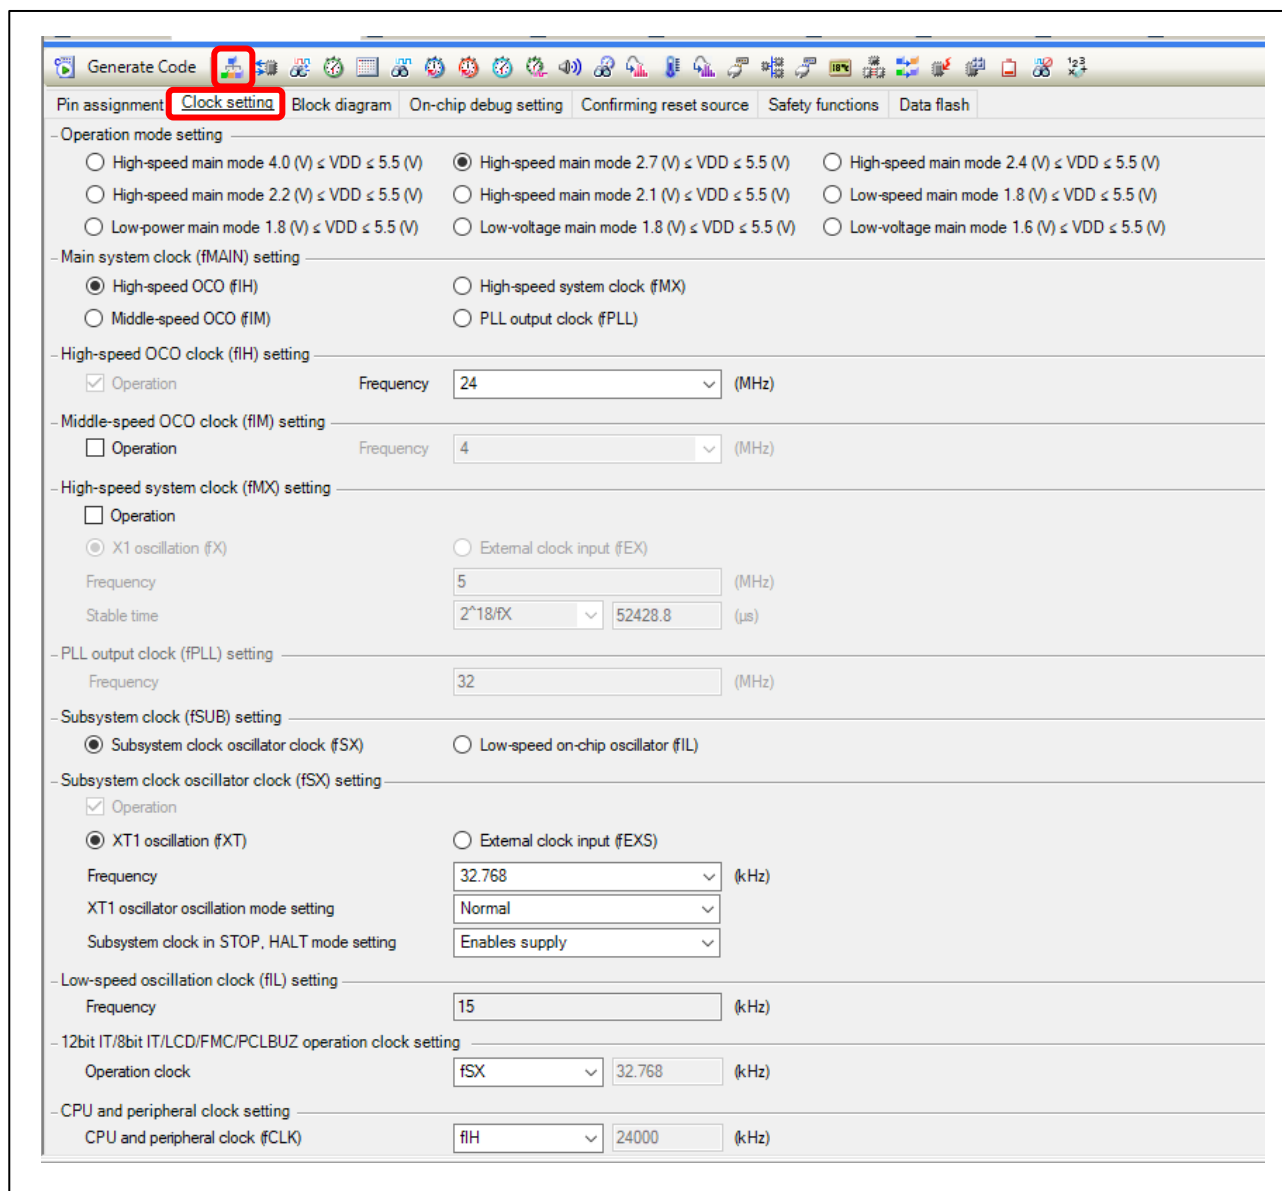 Generate Code
Pin assignment Clock setting Block diagram On-chip debug setting Confirming reset source Safety functions Data flash
Operation mode setting
High-speed main mode 4.0 (V) ≤ VDD ≤ 5.5 (V) High-speed main mode 2.7 (V) ≤ VDD ≤ 5.5 (V) High-speed main mode 2.4 (V) ≤ VDD ≤ 5.5 (V)
High-speed main mode 2.2 (V) ≤ VDD ≤ 5.5 (V) High-speed main mode 2.1 (V) ≤ VDD ≤ 5.5 (V) Low-speed main mode 1.8 (V) ≤ VDD ≤ 5.5 (V)
Low-power main mode 1.8 (V) ≤ VDD ≤ 5.5 (V) Low-voltage main mode 1.8 (V) ≤ VDD ≤ 5.5 (V) Low-voltage main mode 1.6 (V) ≤ VDD ≤ 5.5 (V)
Main system clock (fMAIN) setting
High-speed OCO (fIH) High-speed system clock (fMX)
Middle-speed OCO (fIM) PLL output clock (fPLL)
High-speed OCO clock (fIH) setting
Operation Frequency 24 (MHz)
Middle-speed OCO clock (fIM) setting
Operation Frequency 4 (MHz)
High-speed system clock (fMX) setting
Operation
X1 oscillation (fX) External clock input (fEX)
Frequency 5 (MHz)
Stable time 2^18/fX 52428.8 (μs)
PLL output clock (fPLL) setting
Frequency 32 (MHz)
Subsystem clock (fSUB) setting
Subsystem clock oscillator clock (fSX) Low-speed on-chip oscillator (fIL)
Subsystem clock oscillator clock (fSX) setting
Operation
XT1 oscillation (fXT) External clock input (fEXS)
Frequency 32.768 (kHz)
XT1 oscillator oscillation mode setting Normal
Subsystem clock in STOP, HALT mode setting Enables supply
Low-speed oscillation clock (fIL) setting
Frequency 15 (kHz)
12bit IT/8bit IT/LCD/FMC/PCLBUZ operation clock setting
Operation clock fSX 32.768 (kHz)
CPU and peripheral clock setting
CPU and peripheral clock (fCLK) fIH 24000 (kHz)